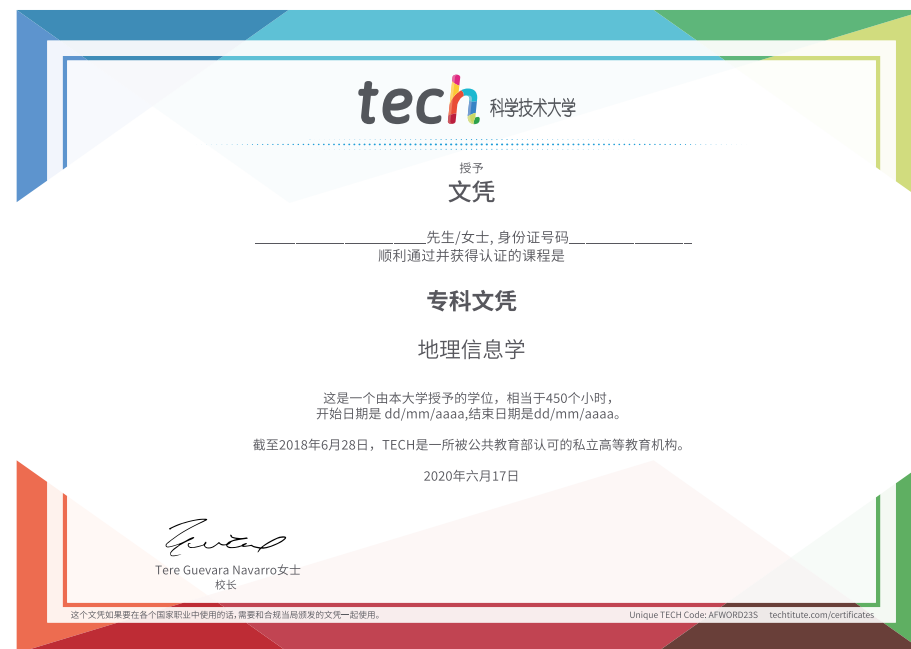 tech 科学技术大学
授予
文凭
______________________先生/女士, 身份证号码________________
顺利通过并获得认证的课程是
专科文凭
地理信息学
这是一个由本大学授予的学位，相当于450个小时，
开始日期是 dd/mm/aaaa,结束日期是dd/mm/aaaa。
截至2018年6月28日，TECH是一所被公共教育部认可的私立高等教育机构。
2020年六月17日
Tere Guevara Navarro女士
校长
这个文凭如果要在各个国家职业中使用的话,需要和合规当局颁发的文凭一起使用。
Unique TECH Code: AFWORD23S techtitute.com/certificates